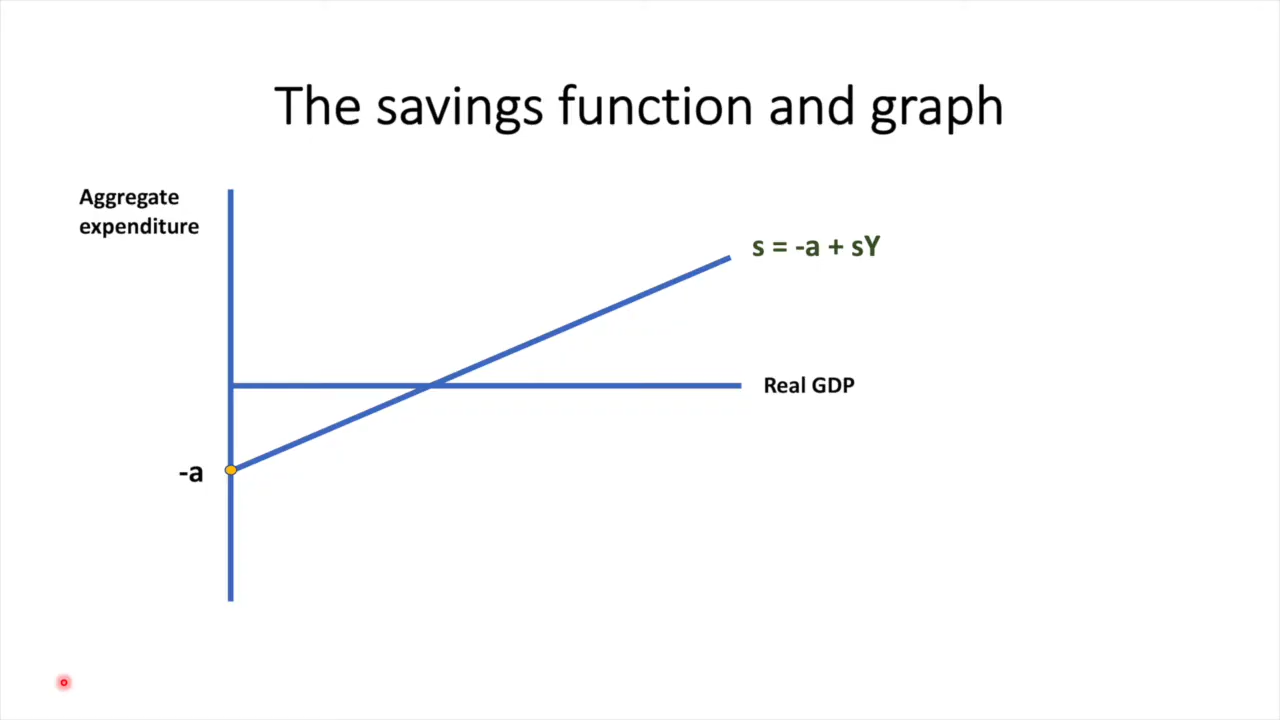 The savings function and graph
Aggregate
expenditure
s = -a + sY
Real GDP
-a